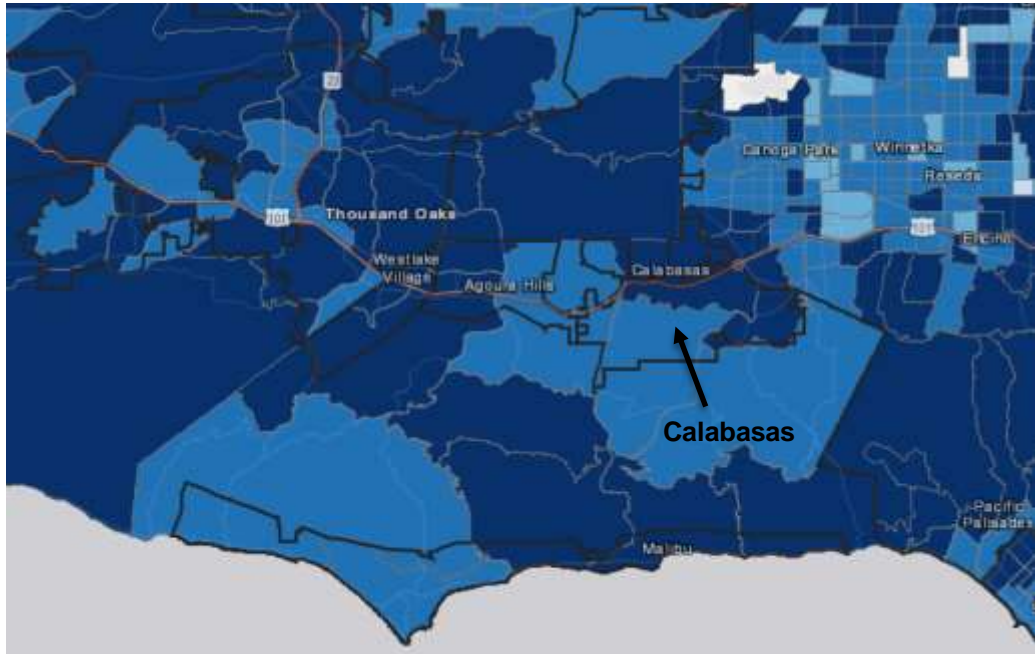 23
Canoga Park
Winnetka
Reseda
101
Thousand Oaks
101
Encino
Westlake
Village
Calabasas
Agoura Hills
Calabasas
Pacific
Palisades
Malibu